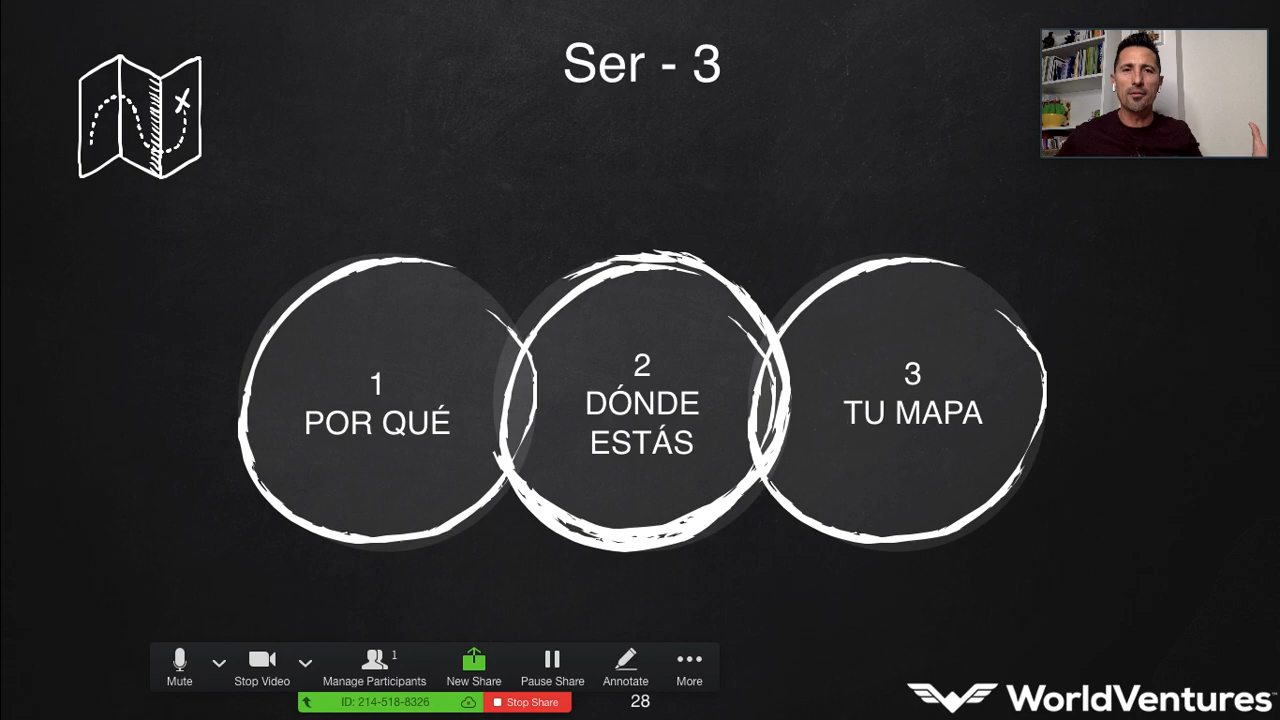 Ser - 3
1
POR QUÉ
2
DÓNDE
ESTÁS
3
TU MAPA
Mute
Stop Video
1
Manage Participants
New Share
Pause Share
Annotate
More
ID: 214-518-8326
Stop Share
28
WorldVentures